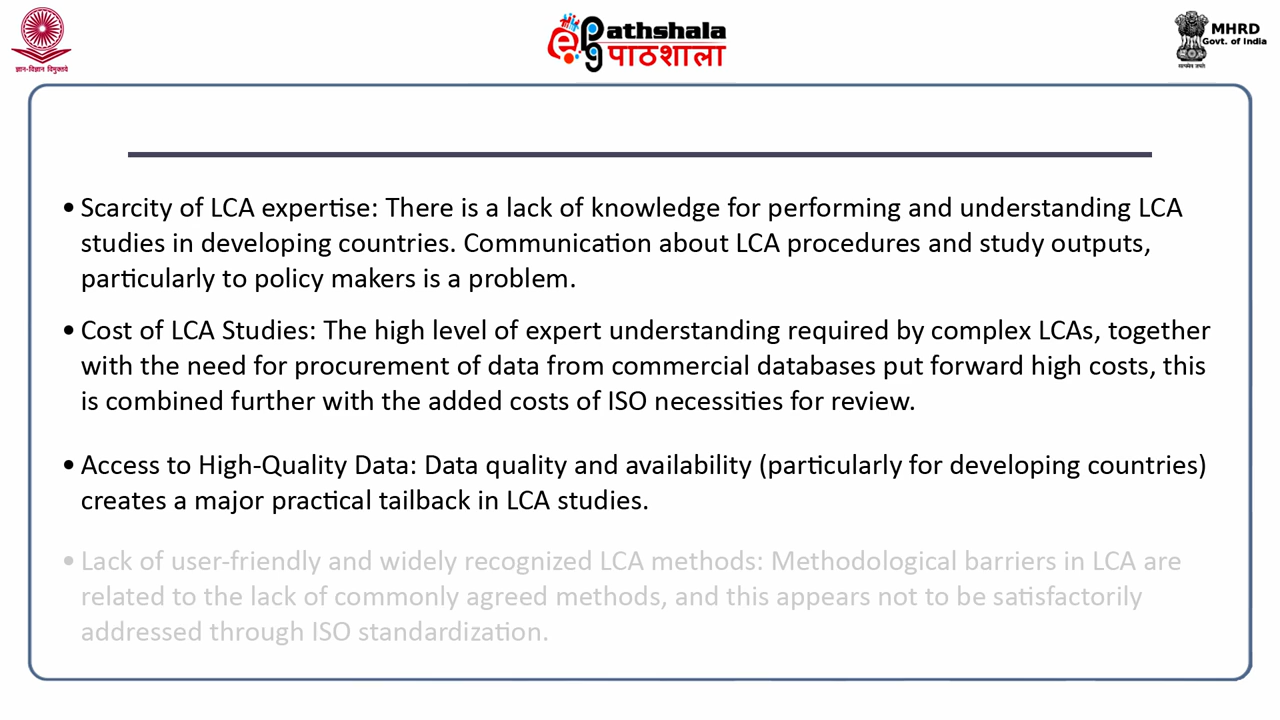 ज्ञान-विज्ञान विमुक्तये
ePathshala
पाठशाला
MHRD
Govt. of India
सत्यमेव जयते
• Scarcity of LCA expertise: There is a lack of knowledge for performing and understanding LCA
studies in developing countries. Communication about LCA procedures and study outputs,
particularly to policy makers is a problem.
• Cost of LCA Studies: The high level of expert understanding required by complex LCAs, together
with the need for procurement of data from commercial databases put forward high costs, this
is combined further with the added costs of ISO necessities for review.
• Access to High-Quality Data: Data quality and availability (particularly for developing countries)
creates a major practical tailback in LCA studies.
• Lack of user-friendly and widely recognized LCA methods: Methodological barriers in LCA are
related to the lack of commonly agreed methods, and this appears not to be satisfactorily
addressed through ISO standardization.